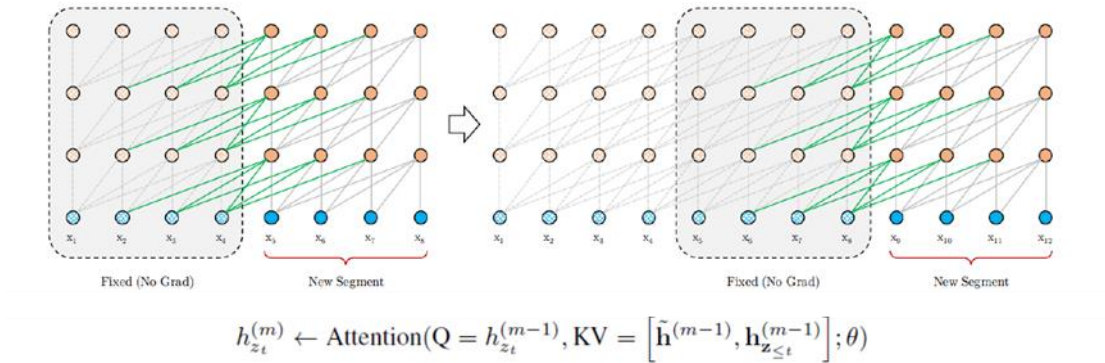 x₁ x₂ x₃ x₄ x₅ x₆ x₇ x₈ x₁ x₂ x₃ x₄ x₅ x₆ x₇ x₈ x₉ x₁₀ x₁₁ x₁₂
Fixed (No Grad) New Segment Fixed (No Grad) New Segment
h_{z_t}^{(m)} ← Attention(Q = h_{z_t}^{(m−1)}, KV = [h̃^{(m−1)}, h_{z_{≤t}}^{(m−1)}]; θ)